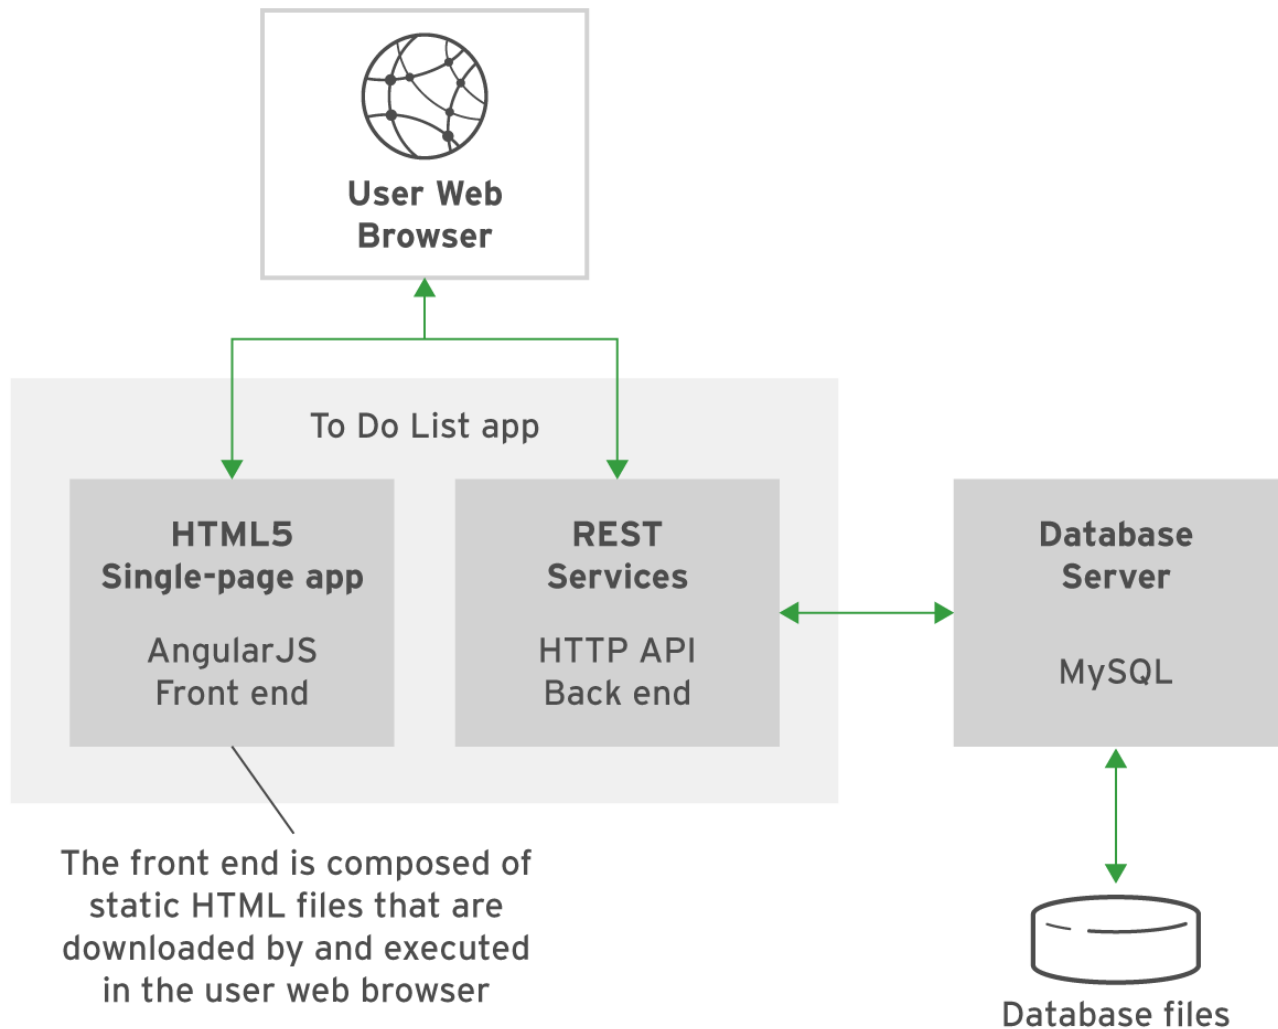 User Web
Browser
To Do List app
HTML5
Single-page app
AngularJS
Front end
REST
Services
HTTP API
Back end
Database
Server
MySQL
The front end is composed of
static HTML files that are
downloaded by and executed
in the user web browser
Database files